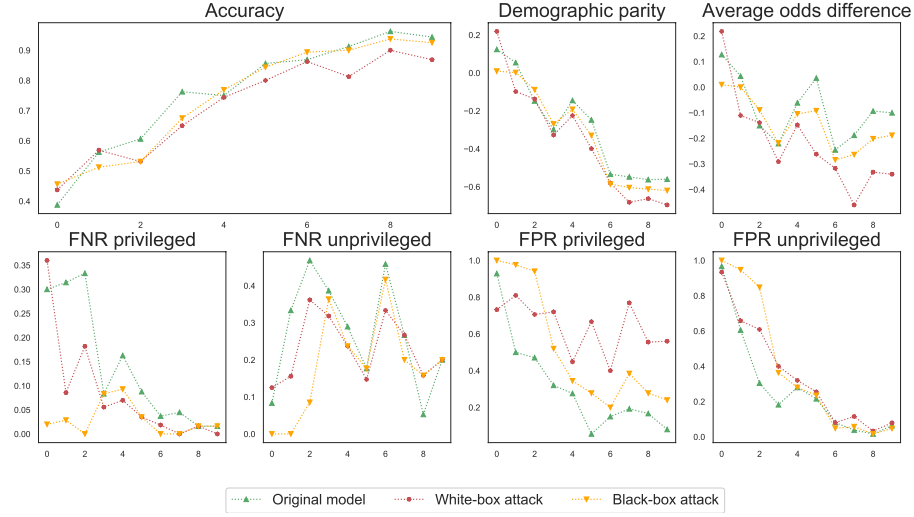 Accuracy
0.9
0.8
0.7
0.6
0.5
0.4
0 2 4 6 8
Demographic parity
0.2
0.0
−0.2
−0.4
−0.6
0 2 4 6 8
Average odds difference
0.2
0.1
0.0
−0.1
−0.2
−0.3
−0.4
0 2 4 6 8
FNR privileged
0.35
0.30
0.25
0.20
0.15
0.10
0.05
0.00
0 2 4 6 8
FNR unprivileged
0.4
0.3
0.2
0.1
0.0
0 2 4 6 8
FPR privileged
1.0
0.8
0.6
0.4
0.2
0 2 4 6 8
FPR unprivileged
1.0
0.8
0.6
0.4
0.2
0.0
0 2 4 6 8
Original model White-box attack Black-box attack